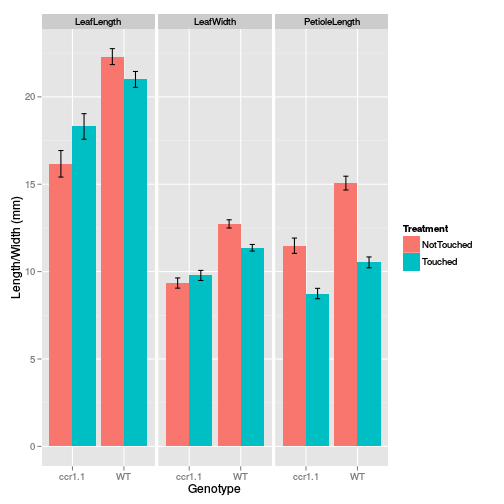 LeafLength LeafWidth PetioleLength
Length/Width (mm)
20
15
10
5
0
ccr1.1 WT ccr1.1 WT ccr1.1 WT
Genotype
Treatment
NotTouched
Touched